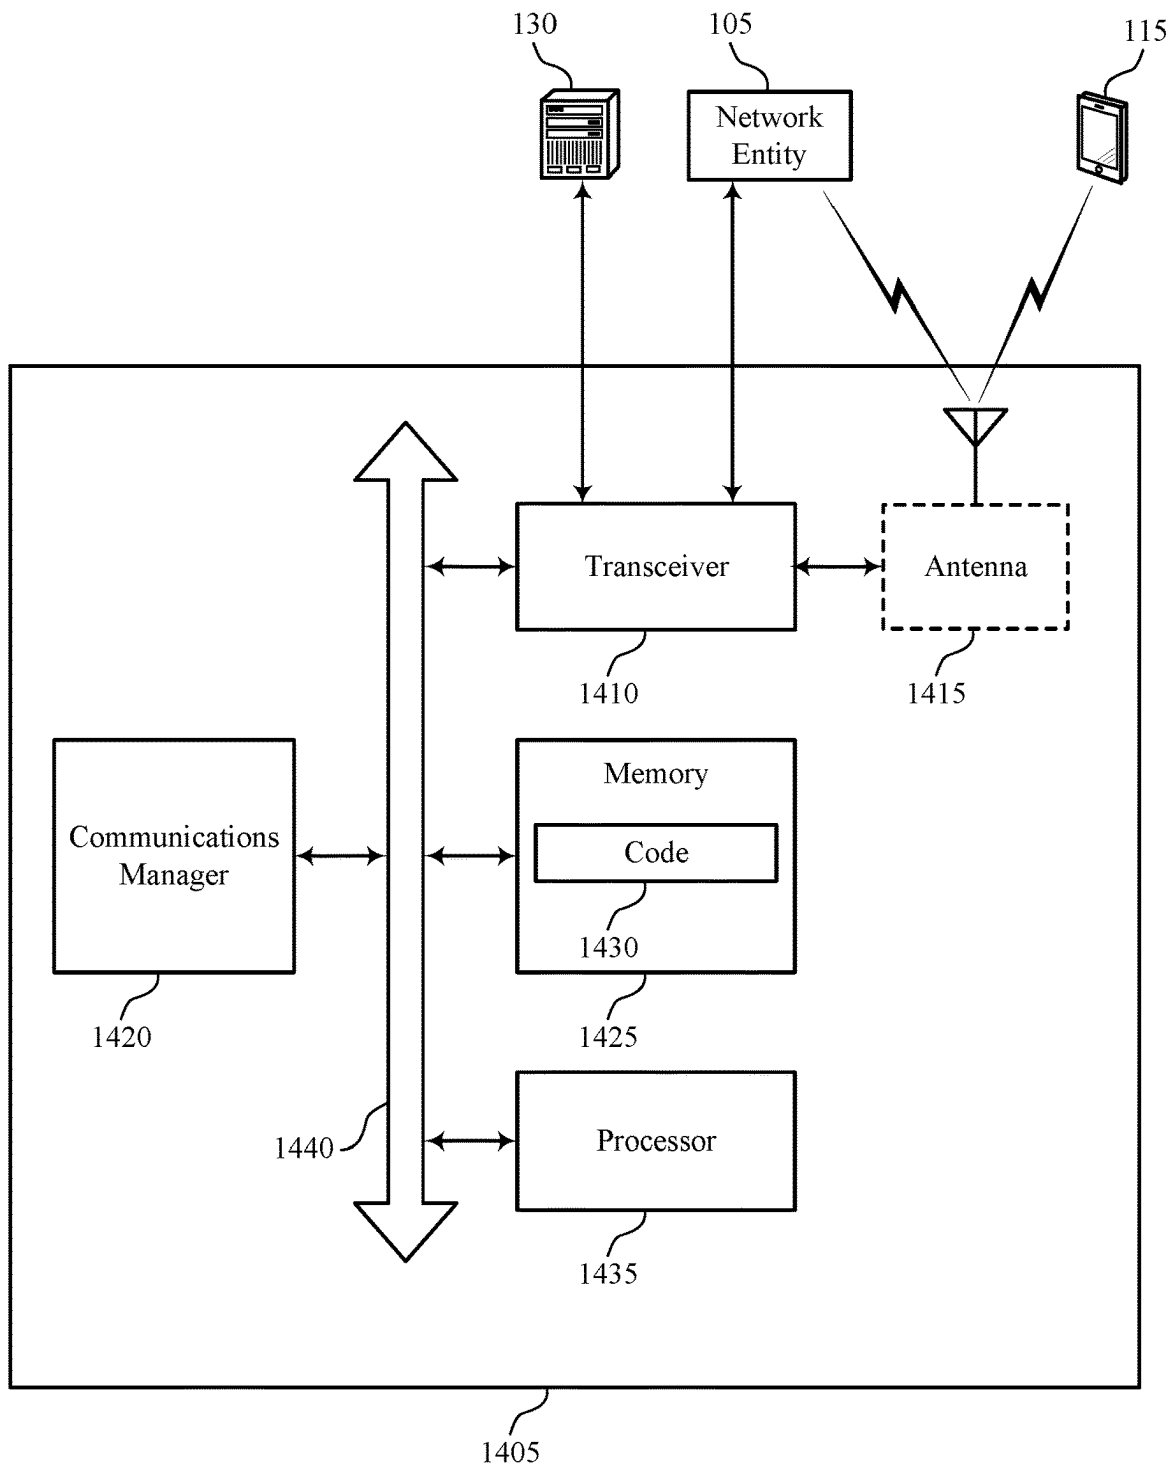 130
105
115
Network
Entity
Transceiver
Antenna
1410
1415
Communications
Manager
Memory
Code
1430
1420
1425
1440
Processor
1435
1405